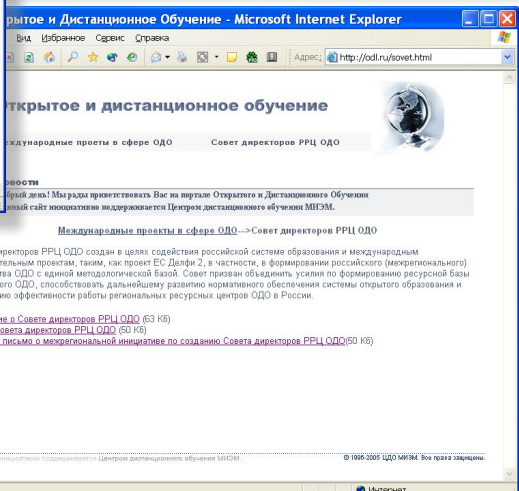 рытое и Дистанционное Обучение - Microsoft Internet Explorer
Вид Избранное Сервис Справка
Адрес: http://odl.ru/sovet.html
ткрытое и дистанционное обучение
еждународные проеты в сфере ОДО Совет директоров РРЦ ОДО
овости
обрый день! Мы рады приветствовать Вас на портале Открытого и Дистанционного Обучения
нный сайт инициативно поддерживается Центром дистанционного обучения МИЭМ.
Международные проекты в сфере ОДО--->Совет директоров РРЦ ОДО
иректоров РРЦ ОДО создан в целях содействия российской системе образования и международным
тельным проектам, таким, как проект ЕС Делфи 2, в частности, в формировании российского (межрегионального)
тва ОДО с единой методологической базой. Совет призван объединить усилия по формированию ресурсной базы
ого ОДО, способствовать дальнейшему развитию нормативного обеспечения системы открытого образования и
ию эффективности работы региональных ресурсных центров ОДО в России.
ие о Совете директоров РРЦ ОДО (63 Кб)
овета директоров РРЦ ОДО (50 Кб)
письмо о межрегиональной инициативе по созданию Совета директоров РРЦ ОДО(50 Кб)
инициативно поддерживается Центром дистанционного обучения МИЭМ.
© 1996-2005 ЦДО МИЭМ. Все права защищены.
Интернет